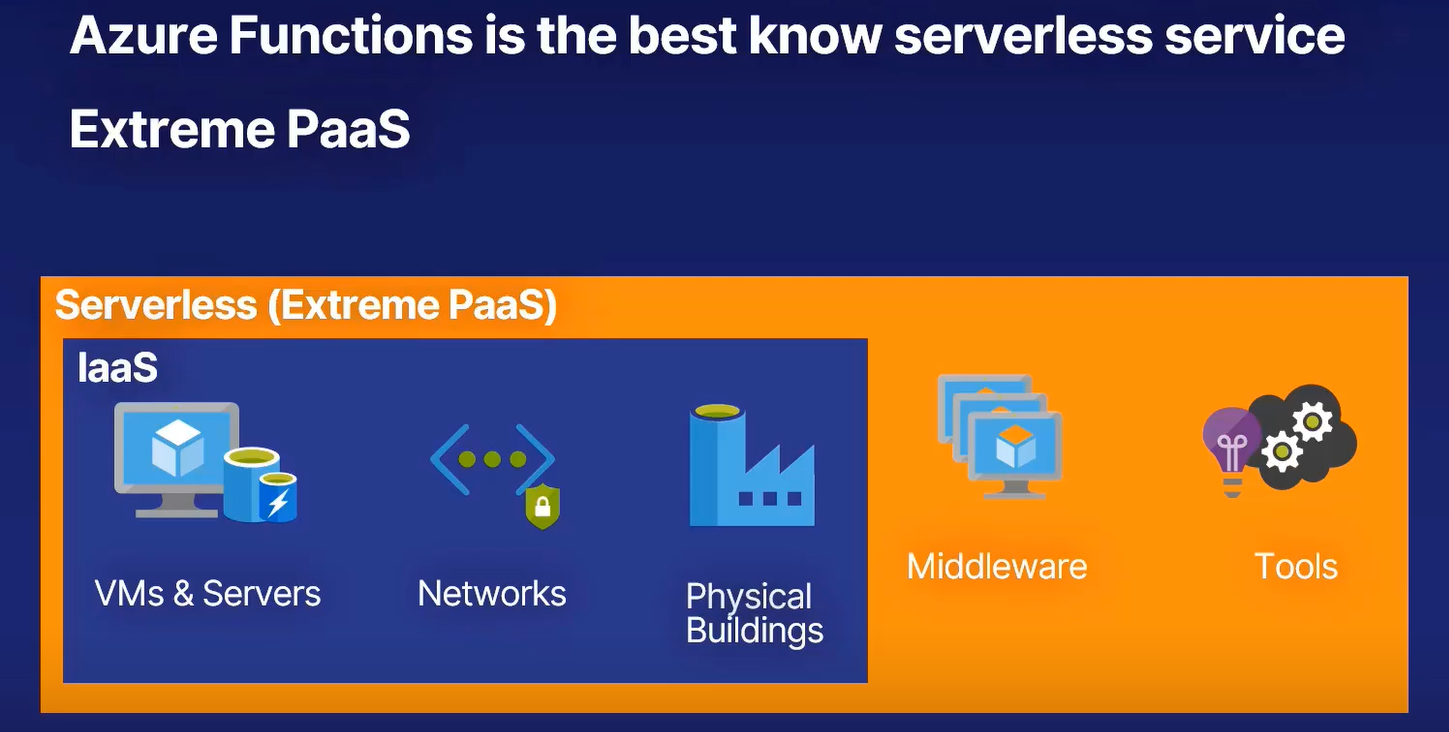 Azure Functions is the best know serverless service
Extreme PaaS
Serverless (Extreme PaaS)
IaaS
VMs & Servers
Networks
Physical
Buildings
Middleware
Tools